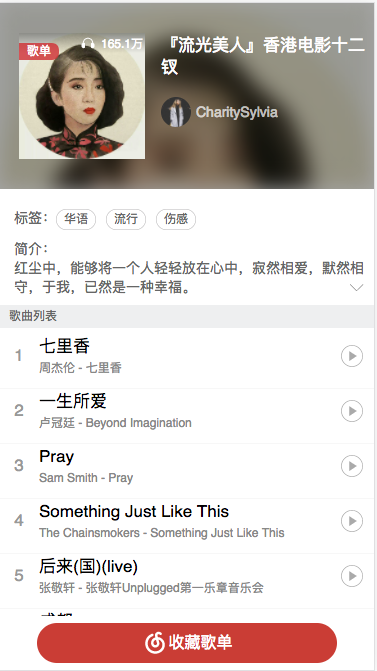 歌单
165.1万
『流光美人』香港电影十二
钗
CharitySylvia
标签：
华语
流行
伤感
简介：
红尘中，能够将一个人轻轻放在心中，寂然相爱，默然相
守，于我，已然是一种幸福。
歌曲列表
1
七里香
周杰伦 - 七里香
2
一生所爱
卢冠廷 - Beyond Imagination
3
Pray
Sam Smith - Pray
4
Something Just Like This
The Chainsmokers - Something Just Like This
5
后来(国)(live)
张敬轩 - 张敬轩Unplugged第一乐章音乐会
收藏歌单